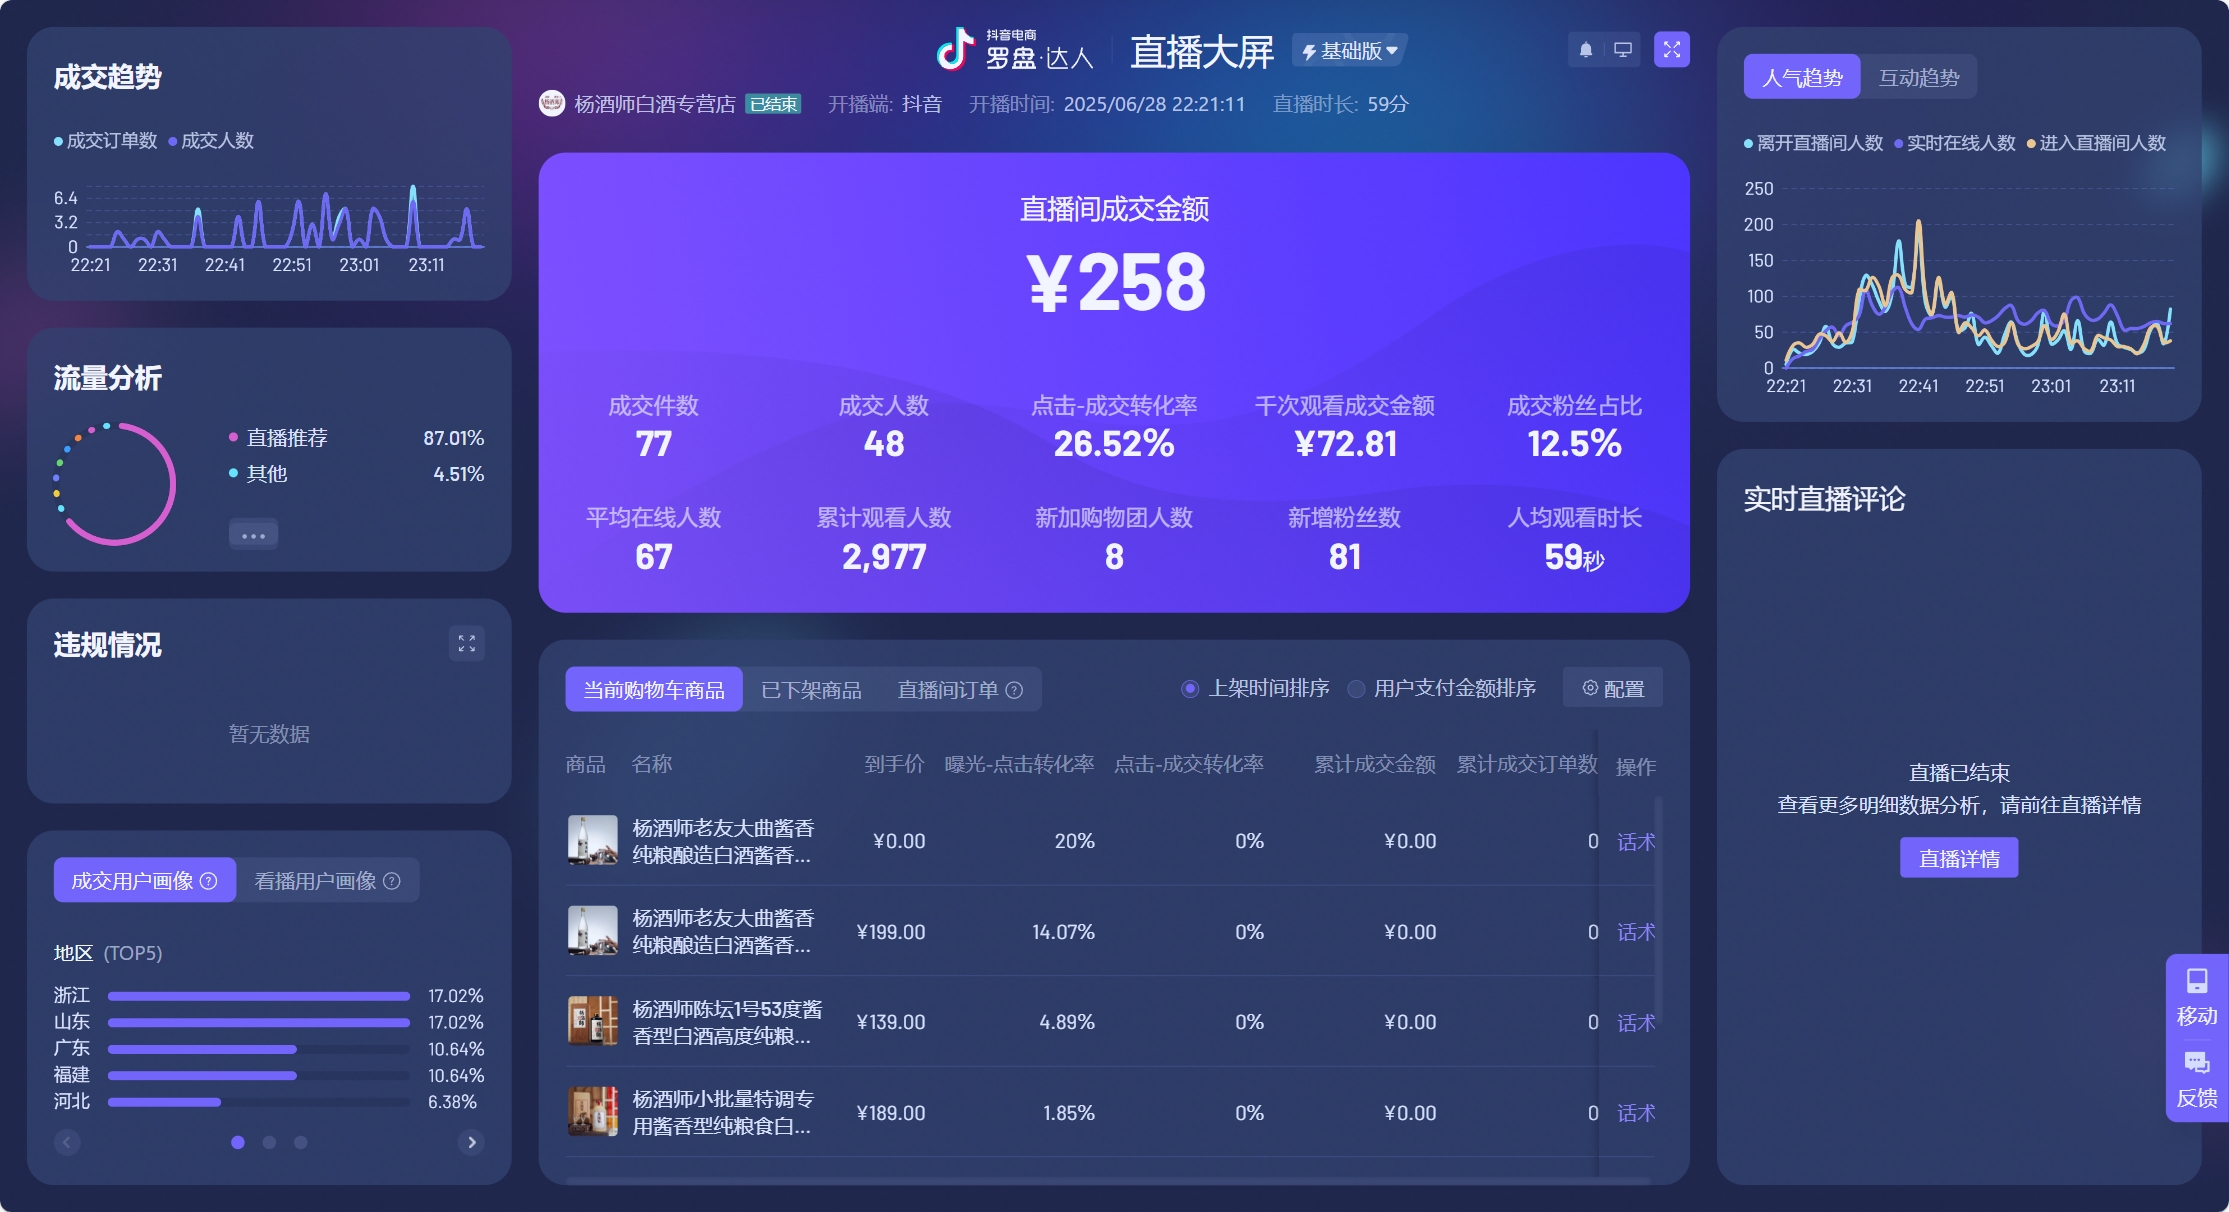 抖音电商
罗盘·达人
直播大屏
基础版
杨酒师白酒专营店 已结束 开播端: 抖音 开播时间: 2025/06/28 22:21:11 直播时长: 59分
成交趋势
成交订单数 成交人数
6.4
3.2
0
22:21 22:31 22:41 22:51 23:01 23:11
流量分析
直播推荐 87.01%
其他 4.51%
...
违规情况
暂无数据
成交用户画像 看播用户画像
地区 (TOP5)
浙江 17.02%
山东 17.02%
广东 10.64%
福建 10.64%
河北 6.38%
直播间成交金额
¥258
成交件数 成交人数 点击-成交转化率 千次观看成交金额 成交粉丝占比
77 48 26.52% ¥72.81 12.5%
平均在线人数 累计观看人数 新加购物团人数 新增粉丝数 人均观看时长
67 2,977 8 81 59秒
当前购物车商品 已下架商品 直播间订单 上架时间排序 用户支付金额排序 配置
商品 名称 到手价 曝光-点击转化率 点击-成交转化率 累计成交金额 累计成交订单数 操作
杨酒师老友大曲酱香
纯粮酿造白酒酱香... ¥0.00 20% 0% ¥0.00 0 话术
杨酒师老友大曲酱香
纯粮酿造白酒酱香... ¥199.00 14.07% 0% ¥0.00 0 话术
杨酒师陈坛1号53度酱
香型白酒高度纯粮... ¥139.00 4.89% 0% ¥0.00 0 话术
杨酒师小批量特调专
用酱香型纯粮食白... ¥189.00 1.85% 0% ¥0.00 0 话术
人气趋势 互动趋势
离开直播间人数 实时在线人数 进入直播间人数
250
200
150
100
50
0
22:21 22:31 22:41 22:51 23:01 23:11
实时直播评论
直播已结束
查看更多明细数据分析，请前往直播详情
直播详情
移动
反馈